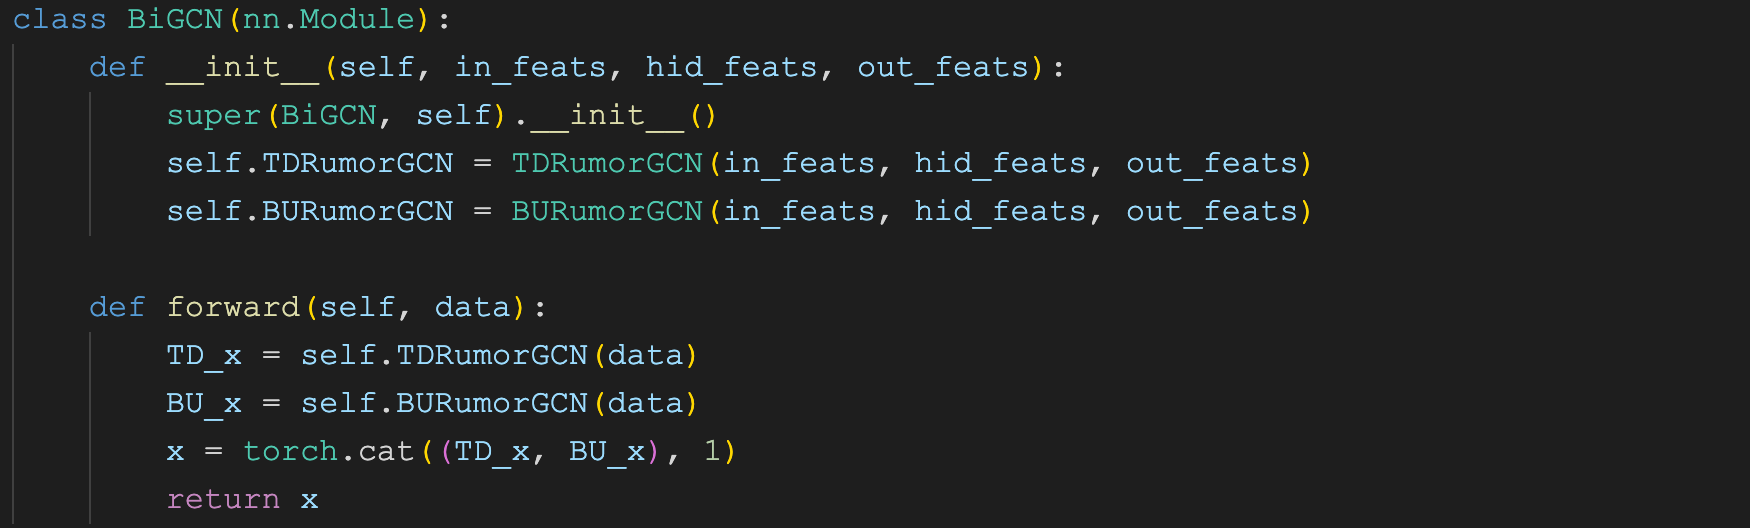 class BiGCN(nn.Module):
    def __init__(self, in_feats, hid_feats, out_feats):
        super(BiGCN, self).__init__()
        self.TDRumorGCN = TDRumorGCN(in_feats, hid_feats, out_feats)
        self.BURumorGCN = BURumorGCN(in_feats, hid_feats, out_feats)

    def forward(self, data):
        TD_x = self.TDRumorGCN(data)
        BU_x = self.BURumorGCN(data)
        x = torch.cat((TD_x, BU_x), 1)
        return x